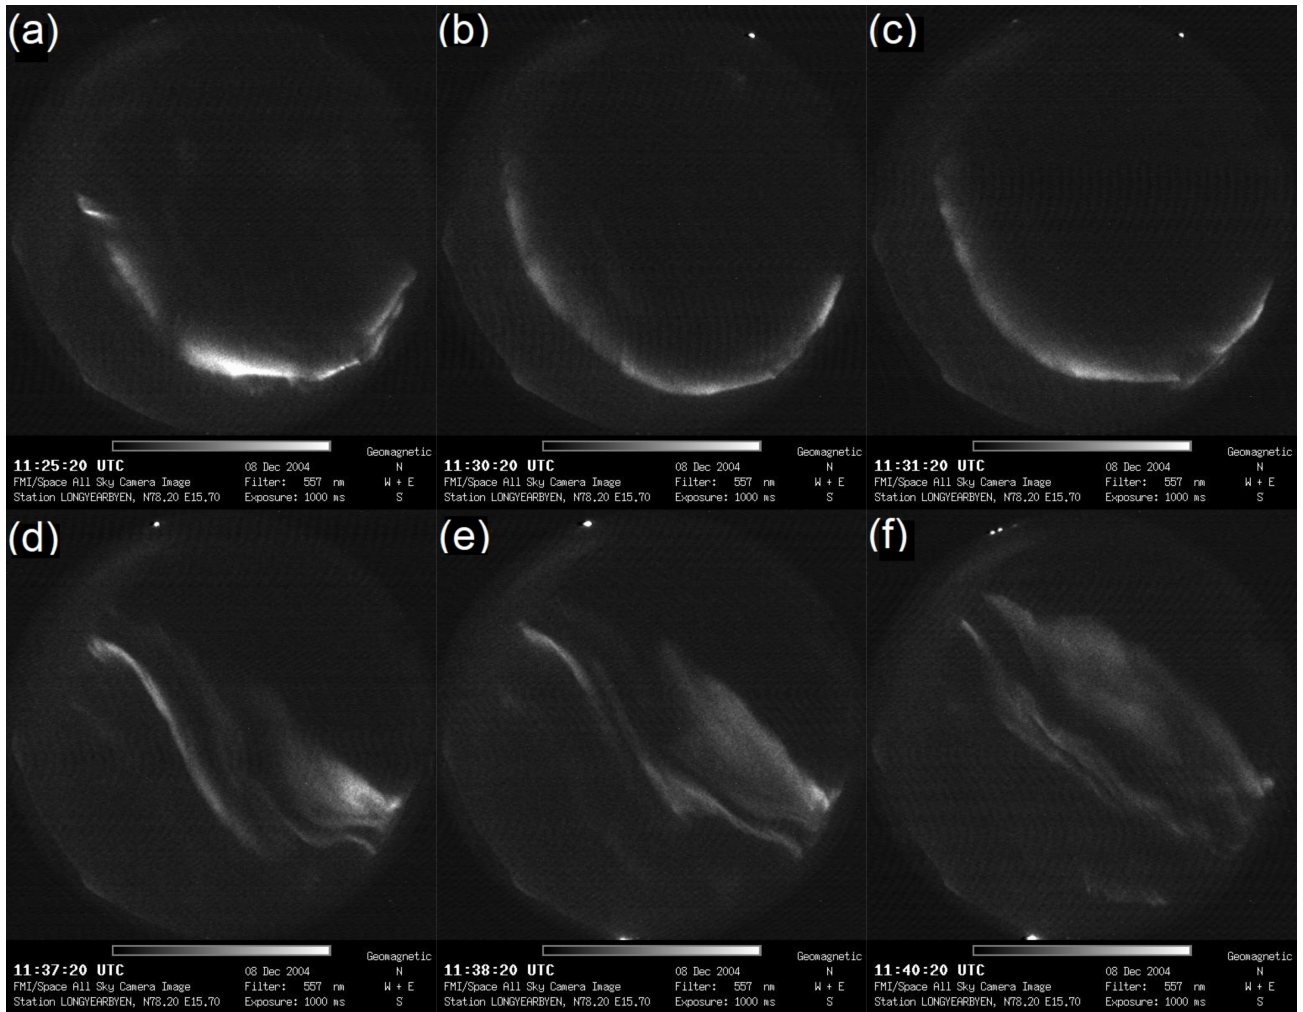 (a)
Geomagnetic
11:25:20 UTC 08 Dec 2004 N
FMI/Space All Sky Camera Image Filter: 557 nm W + E
Station LONGYEARBYEN, N78.20 E15.70 Exposure: 1000 ms S
(b)
Geomagnetic
11:30:20 UTC 08 Dec 2004 N
FMI/Space All Sky Camera Image Filter: 557 nm W + E
Station LONGYEARBYEN, N78.20 E15.70 Exposure: 1000 ms S
(c)
Geomagnetic
11:31:20 UTC 08 Dec 2004 N
FMI/Space All Sky Camera Image Filter: 557 nm W + E
Station LONGYEARBYEN, N78.20 E15.70 Exposure: 1000 ms S
(d)
Geomagnetic
11:37:20 UTC 08 Dec 2004 N
FMI/Space All Sky Camera Image Filter: 557 nm W + E
Station LONGYEARBYEN, N78.20 E15.70 Exposure: 1000 ms S
(e)
Geomagnetic
11:38:20 UTC 08 Dec 2004 N
FMI/Space All Sky Camera Image Filter: 557 nm W + E
Station LONGYEARBYEN, N78.20 E15.70 Exposure: 1000 ms S
(f)
Geomagnetic
11:40:20 UTC 08 Dec 2004 N
FMI/Space All Sky Camera Image Filter: 557 nm W + E
Station LONGYEARBYEN, N78.20 E15.70 Exposure: 1000 ms S